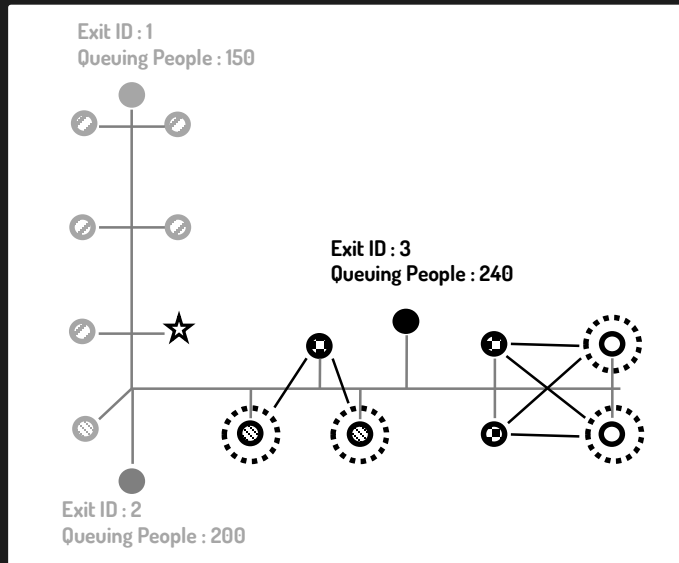 Exit ID : 1
Queuing People : 150
Exit ID : 3
Queuing People : 240
Exit ID : 2
Queuing People : 200